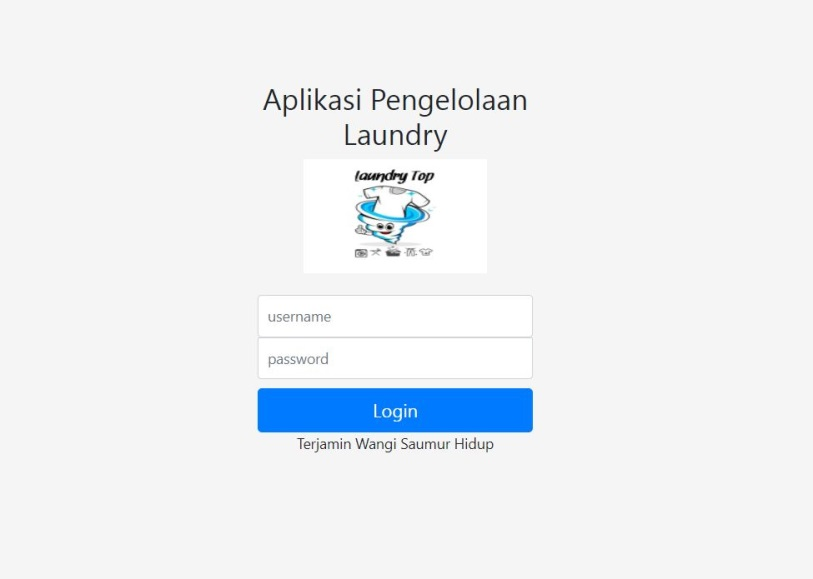 Aplikasi Pengelolaan
Laundry
Laundry Top
username
password
Login
Terjamin Wangi Saumur Hidup